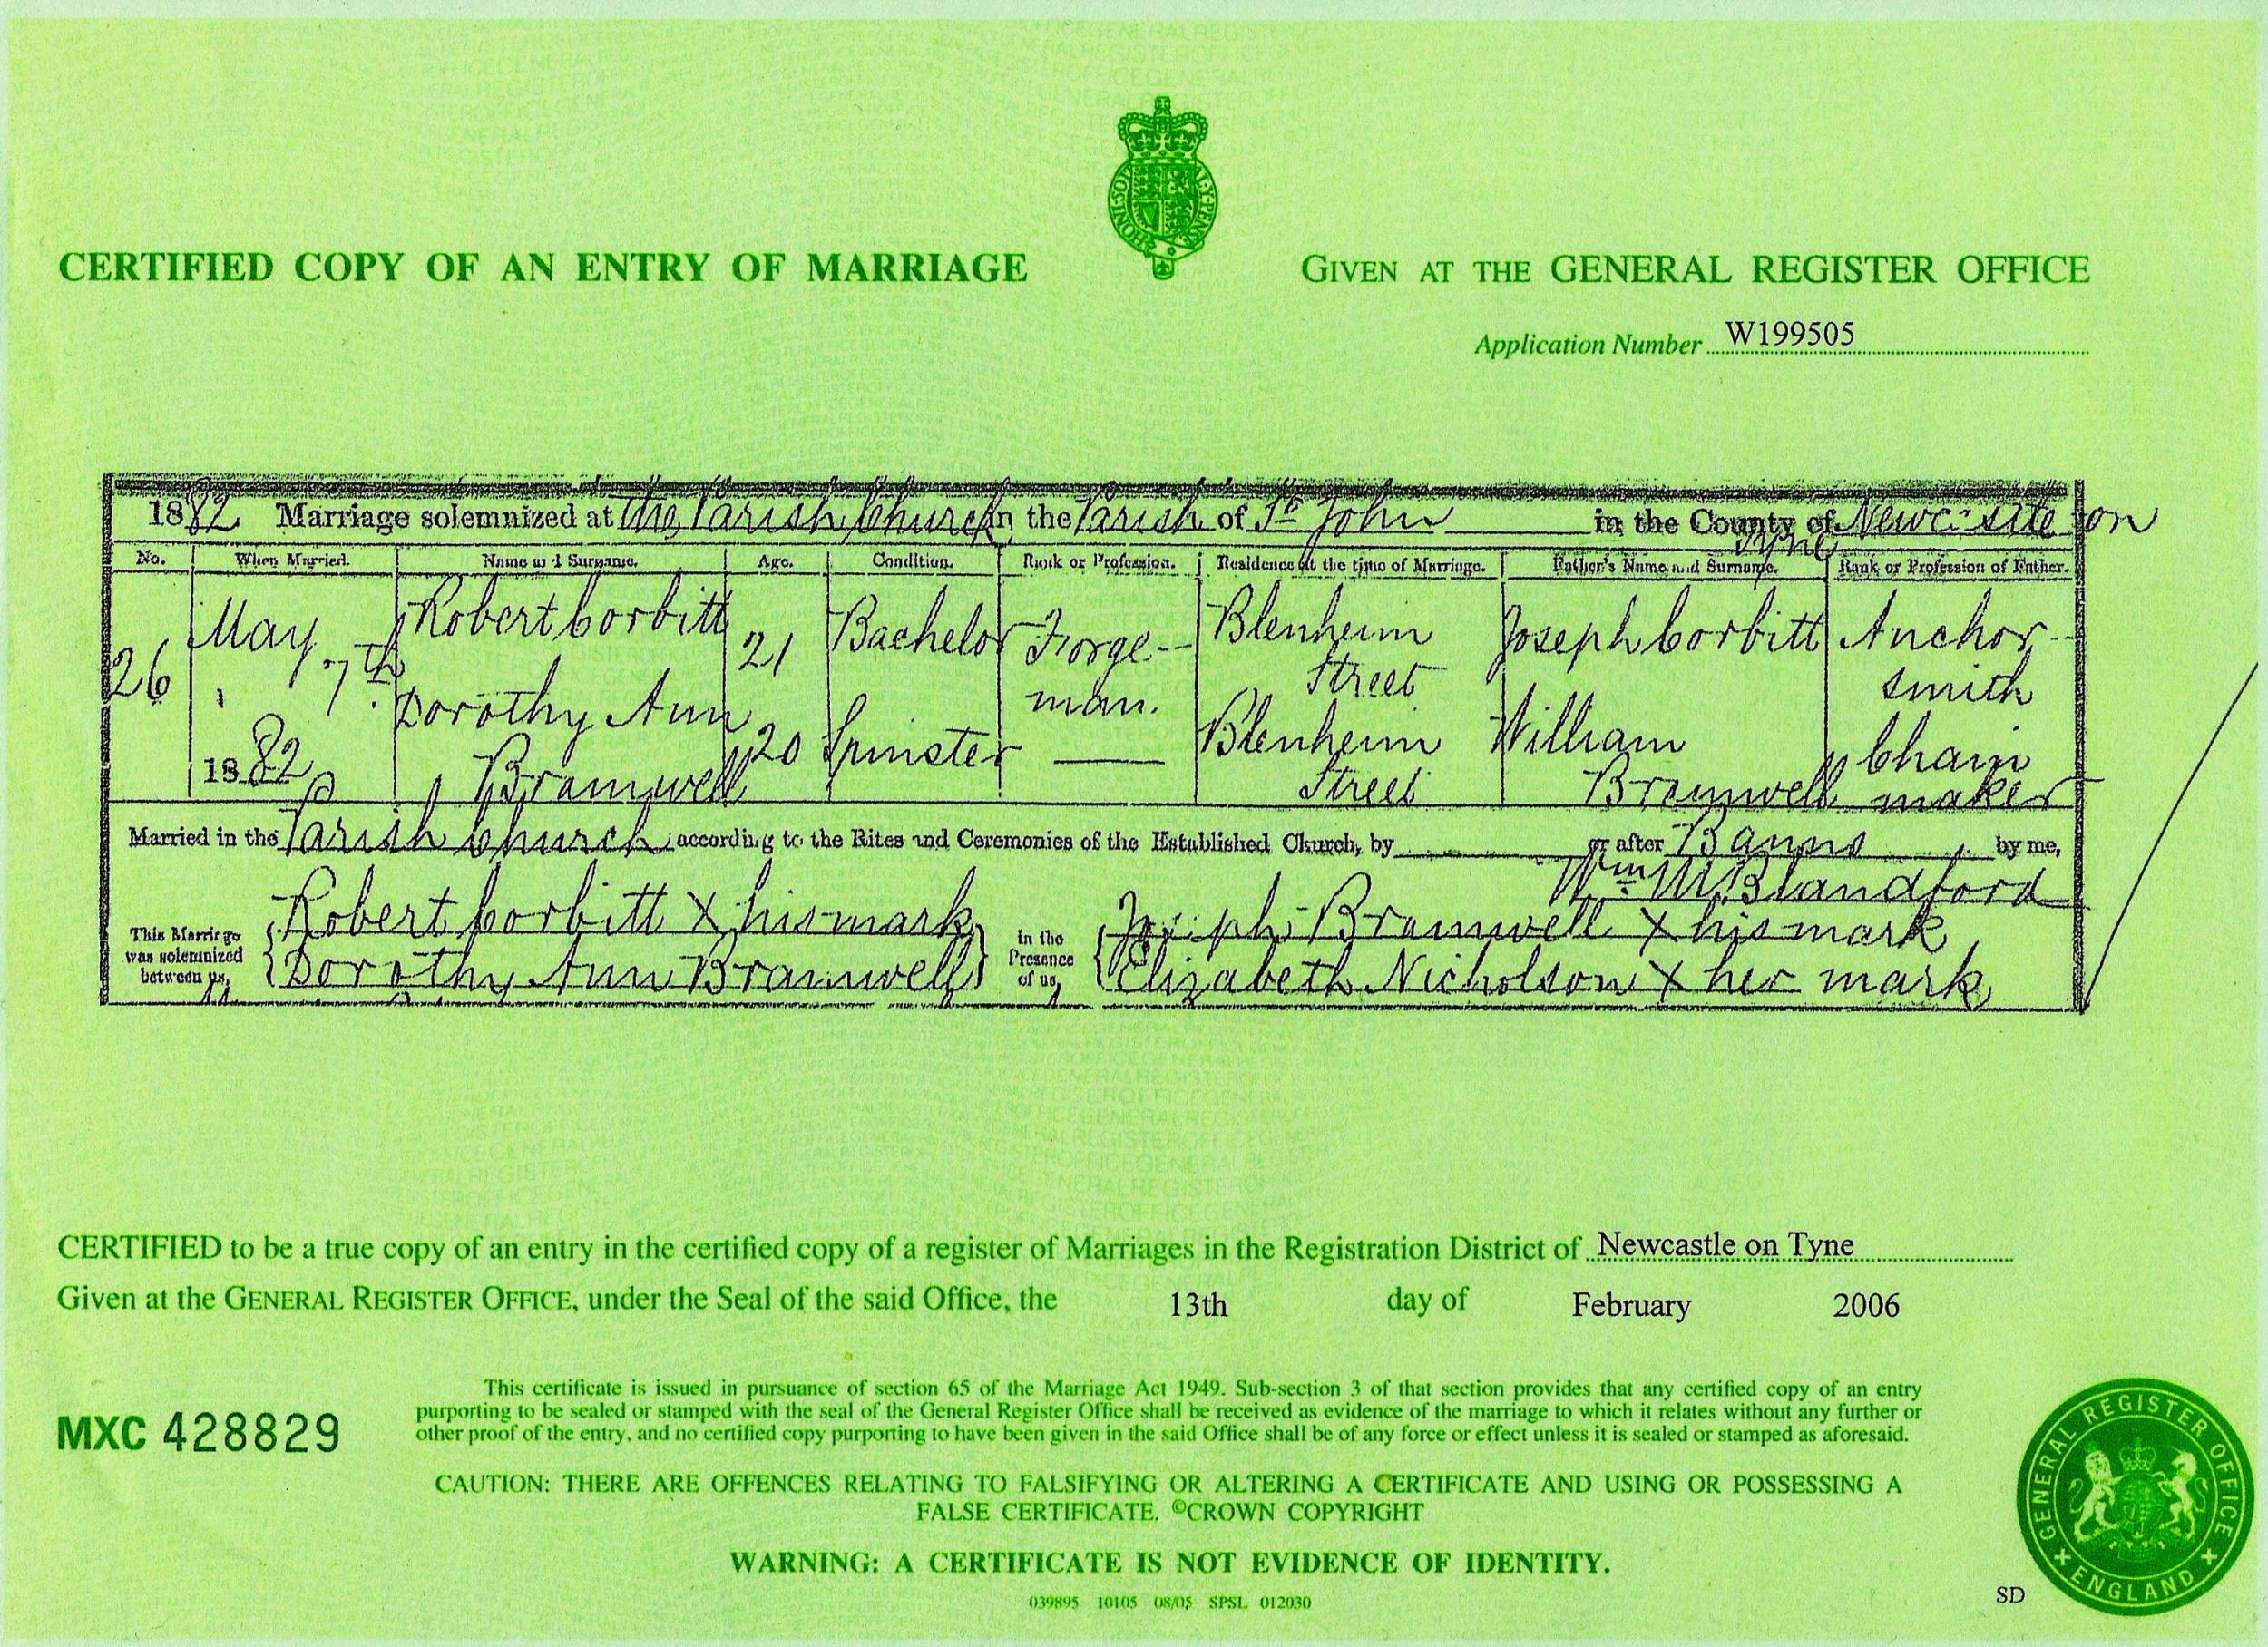 CERTIFIED COPY OF AN ENTRY OF MARRIAGE
GIVEN AT THE GENERAL REGISTER OFFICE
Application Number W199505
1882 Marriage solemnized at the Parish Church in the Parish of St John in the County of Newcastle on Tyne
No. When Married. Name and Surname. Age. Condition. Rank or Profession. Residence at the time of Marriage. Father's Name and Surname. Rank or Profession of Father.
26 May 7th 1882 Robert Corbitt 21 Bachelor Forge-man. Blenheim Street Joseph Corbitt Anchor-smith
Dorothy Ann Bramwell 20 Spinster — Blenheim Street William Bramwell Chain maker
Married in the Parish Church according to the Rites and Ceremonies of the Established Church, by or after Banns by me,
Wm M. Blandford
This Marriage was solemnized between us, Robert Corbitt X his mark Dorothy Ann Bramwell
in the Presence of us, Joseph Bramwell X his mark Elizabeth Nicholson X her mark
CERTIFIED to be a true copy of an entry in the certified copy of a register of Marriages in the Registration District of Newcastle on Tyne
Given at the GENERAL REGISTER OFFICE, under the Seal of the said Office, the 13th day of February 2006
MXC 428829
This certificate is issued in pursuance of section 65 of the Marriage Act 1949. Sub-section 3 of that section provides that any certified copy of an entry
purporting to be sealed or stamped with the seal of the General Register Office shall be received as evidence of the marriage to which it relates without any further or
other proof of the entry, and no certified copy purporting to have been given in the said Office shall be of any force or effect unless it is sealed or stamped as aforesaid.
CAUTION: THERE ARE OFFENCES RELATING TO FALSIFYING OR ALTERING A CERTIFICATE AND USING OR POSSESSING A
FALSE CERTIFICATE. ©CROWN COPYRIGHT
WARNING: A CERTIFICATE IS NOT EVIDENCE OF IDENTITY.
039895 10105 08/05 SPSL 012030
SD
GENERAL REGISTER OFFICE ENGLAND